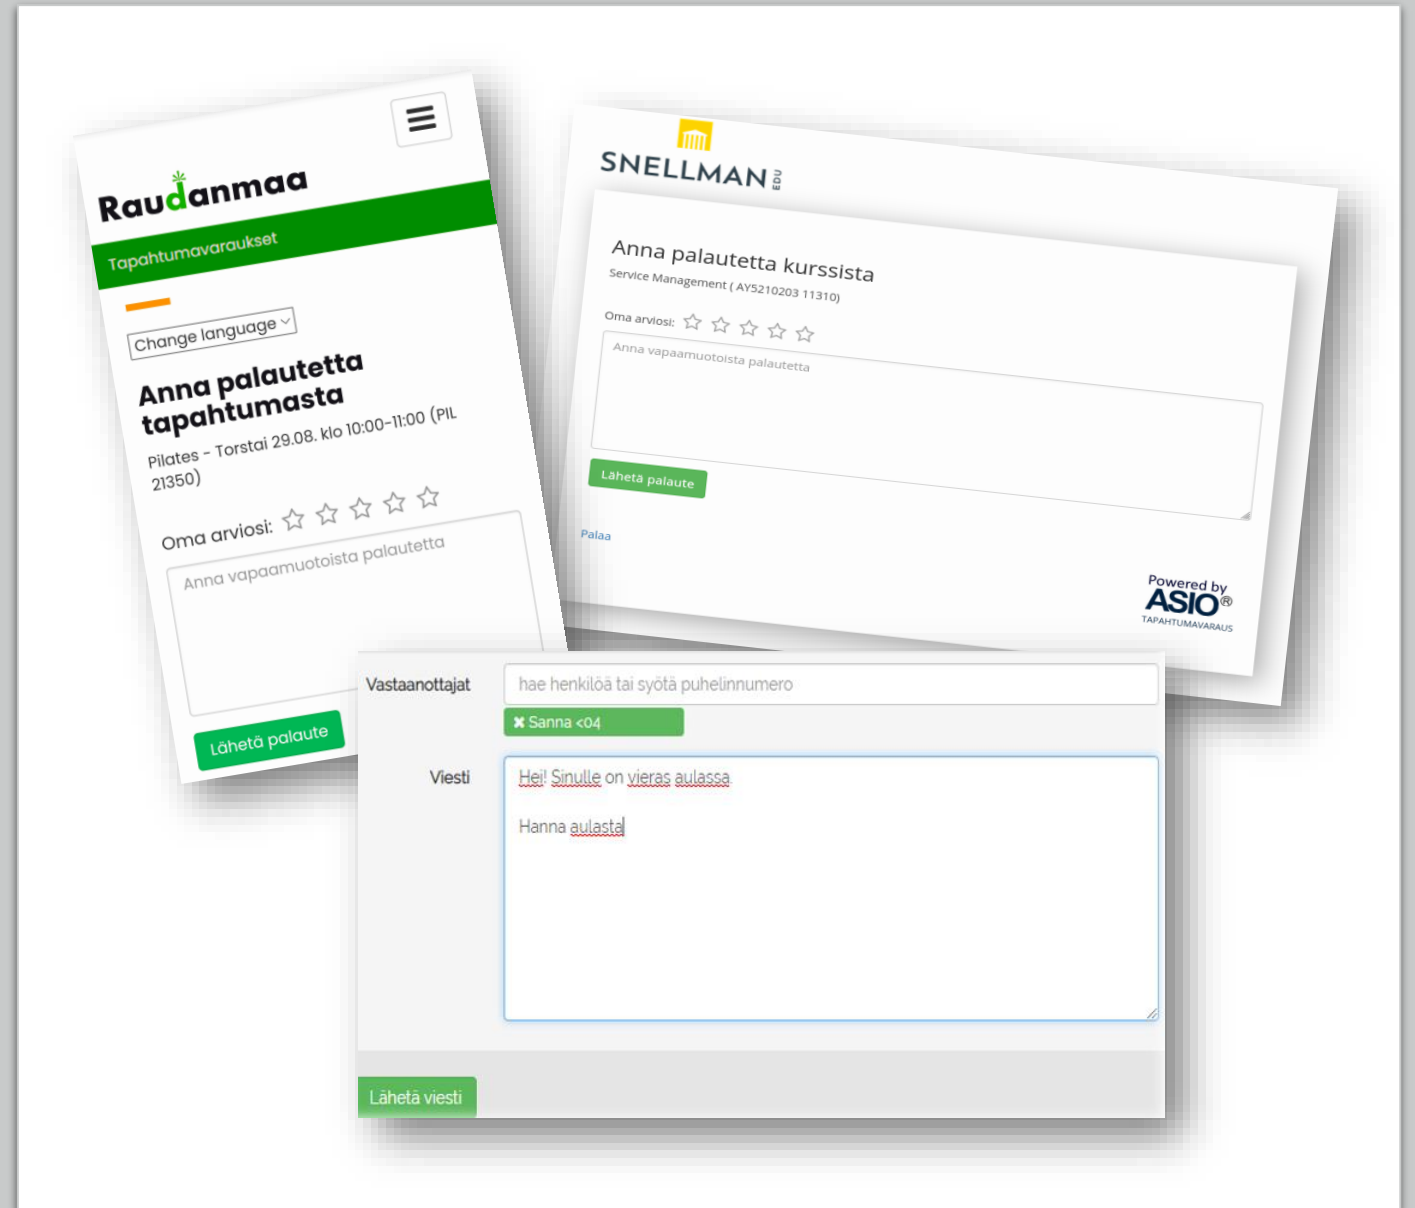 Raudanmaa
Tapahtumavaraukset
Change language
Anna palautetta
tapahtumasta
Pilates - Torstai 29.08. klo 10:00-11:00 (PIL
21350)
Oma arviosi:
Anna vapaamuotoista palautetta
Lähetä palaute
SNELLMAN EDU
Anna palautetta kurssista
Service Management ( AY5210203 11310)
Oma arviosi:
Anna vapaamuotoista palautetta
Lähetä palaute
Palaa
Powered by
ASIO®
TAPAHTUMAVARAUS
Vastaanottajat
hae henkilöä tai syötä puhelinnumero
✖ Sanna <04
Viesti
Hei! Sinulle on vieras aulassa.
Hanna aulasta
Lähetä viesti